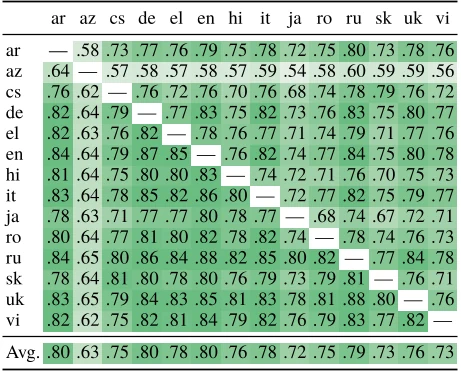 ar az cs de el en hi it ja ro ru sk uk vi
ar — .58 .73 .77 .76 .79 .75 .78 .72 .75 .80 .73 .78 .76
az .64 — .57 .58 .57 .58 .57 .59 .54 .58 .60 .59 .59 .56
cs .76 .62 — .76 .72 .76 .70 .76 .68 .74 .78 .79 .76 .72
de .82 .64 .79 — .77 .83 .75 .82 .73 .76 .83 .75 .80 .77
el .82 .63 .76 .82 — .78 .76 .77 .71 .74 .79 .71 .77 .76
en .84 .64 .79 .87 .85 — .76 .82 .74 .77 .84 .75 .80 .78
hi .81 .64 .75 .80 .80 .83 — .74 .72 .71 .76 .70 .75 .73
it .83 .64 .78 .85 .82 .86 .80 — .72 .77 .82 .75 .79 .77
ja .78 .63 .71 .77 .77 .80 .78 .77 — .68 .74 .67 .72 .71
ro .80 .64 .77 .81 .80 .82 .78 .82 .74 — .78 .74 .76 .73
ru .84 .65 .80 .86 .84 .88 .82 .85 .80 .82 — .77 .84 .78
sk .78 .64 .81 .80 .78 .80 .76 .79 .73 .79 .81 — .76 .71
uk .83 .65 .79 .84 .83 .85 .81 .83 .78 .81 .88 .80 — .76
vi .82 .62 .75 .82 .81 .84 .79 .82 .76 .79 .83 .77 .82 —
Avg. .80 .63 .75 .80 .78 .80 .76 .78 .72 .75 .79 .73 .76 .73